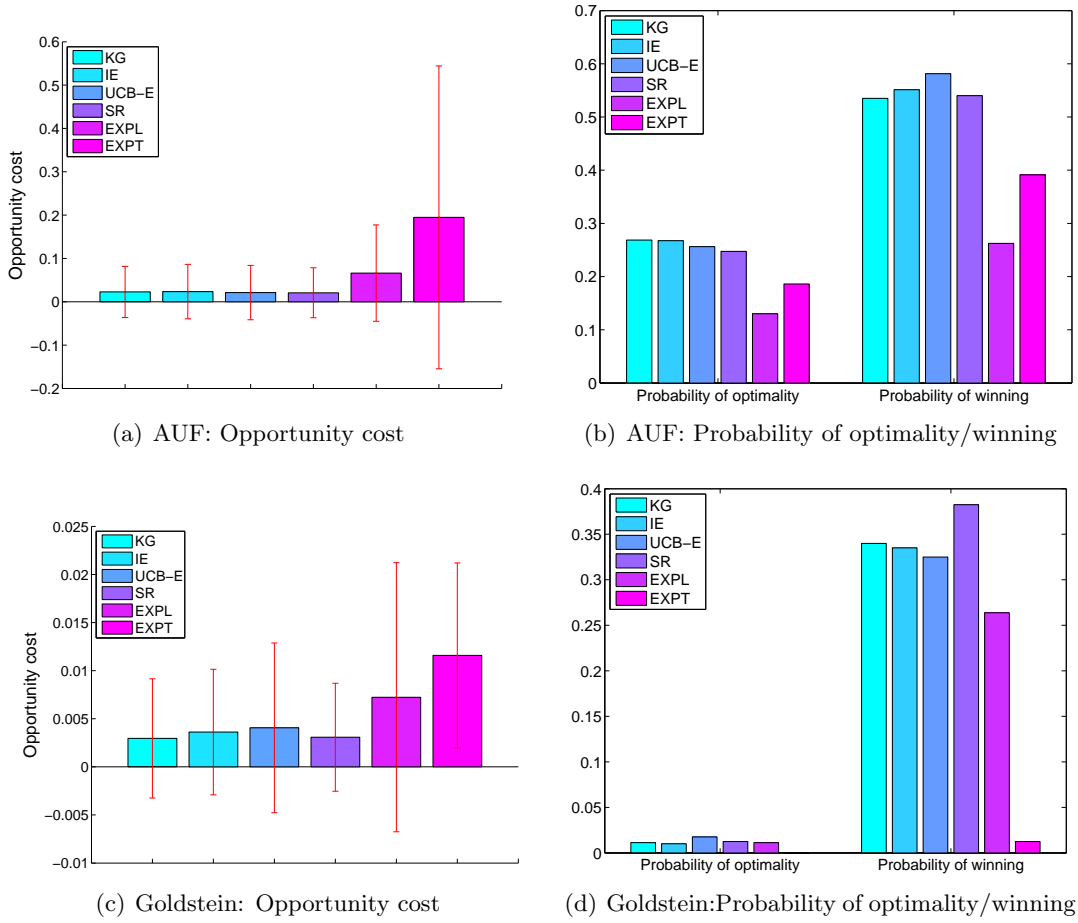 0.6
0.5
0.4
0.3
0.2
0.1
0
−0.1
−0.2
Opportunity cost
KG
IE
UCB−E
SR
EXPL
EXPT
(a) AUF: Opportunity cost
0.7
0.6
0.5
0.4
0.3
0.2
0.1
0
KG
IE
UCB−E
SR
EXPL
EXPT
Probability of optimality
Probability of winning
(b) AUF: Probability of optimality/winning
0.025
0.02
0.015
0.01
0.005
0
−0.005
−0.01
Opportunity cost
KG
IE
UCB−E
SR
EXPL
EXPT
(c) Goldstein: Opportunity cost
0.4
0.35
0.3
0.25
0.2
0.15
0.1
0.05
0
KG
IE
UCB−E
SR
EXPL
EXPT
Probability of optimality
Probability of winning
(d) Goldstein:Probability of optimality/winning